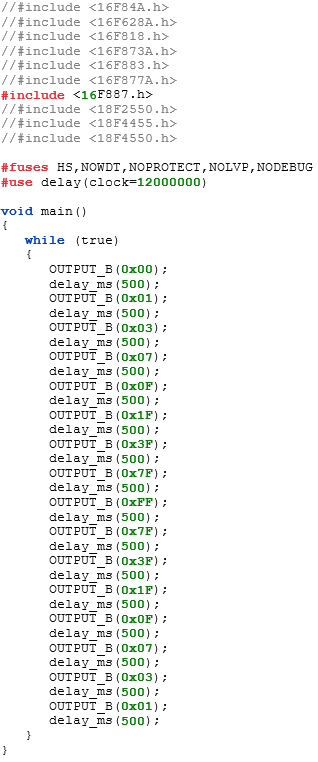 //#include <16F84A.h>
//#include <16F628A.h>
//#include <16F818.h>
//#include <16F873A.h>
//#include <16F883.h>
//#include <16F877A.h>
#include <16F887.h>
//#include <18F2550.h>
//#include <18F4455.h>
//#include <18F4550.h>

#fuses HS,NOWDT,NOPROTECT,NOLVP,NODEBUG
#use delay(clock=12000000)

void main()
{
   while (true)
   {
      OUTPUT_B(0x00);
      delay_ms(500);
      OUTPUT_B(0x01);
      delay_ms(500);
      OUTPUT_B(0x03);
      delay_ms(500);
      OUTPUT_B(0x07);
      delay_ms(500);
      OUTPUT_B(0x0F);
      delay_ms(500);
      OUTPUT_B(0x1F);
      delay_ms(500);
      OUTPUT_B(0x3F);
      delay_ms(500);
      OUTPUT_B(0x7F);
      delay_ms(500);
      OUTPUT_B(0xFF);
      delay_ms(500);
      OUTPUT_B(0x7F);
      delay_ms(500);
      OUTPUT_B(0x3F);
      delay_ms(500);
      OUTPUT_B(0x1F);
      delay_ms(500);
      OUTPUT_B(0x0F);
      delay_ms(500);
      OUTPUT_B(0x07);
      delay_ms(500);
      OUTPUT_B(0x03);
      delay_ms(500);
      OUTPUT_B(0x01);
      delay_ms(500);
   }
}